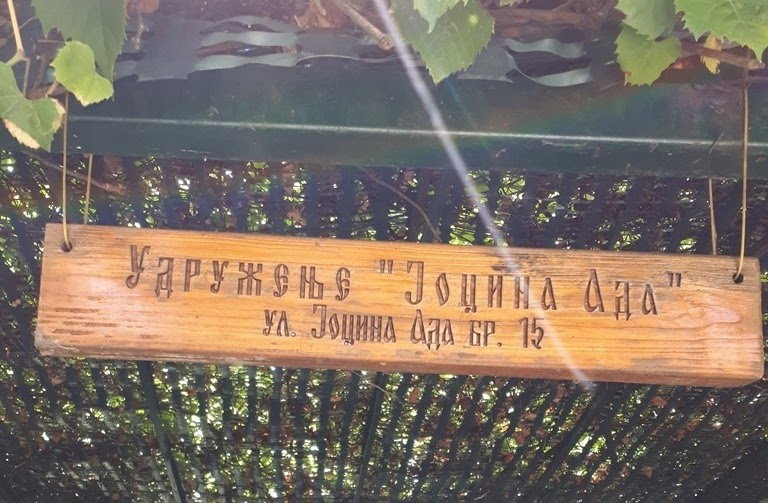 Удружење "Јоцина Ада"
ул. Јоцина Ада бр. 15